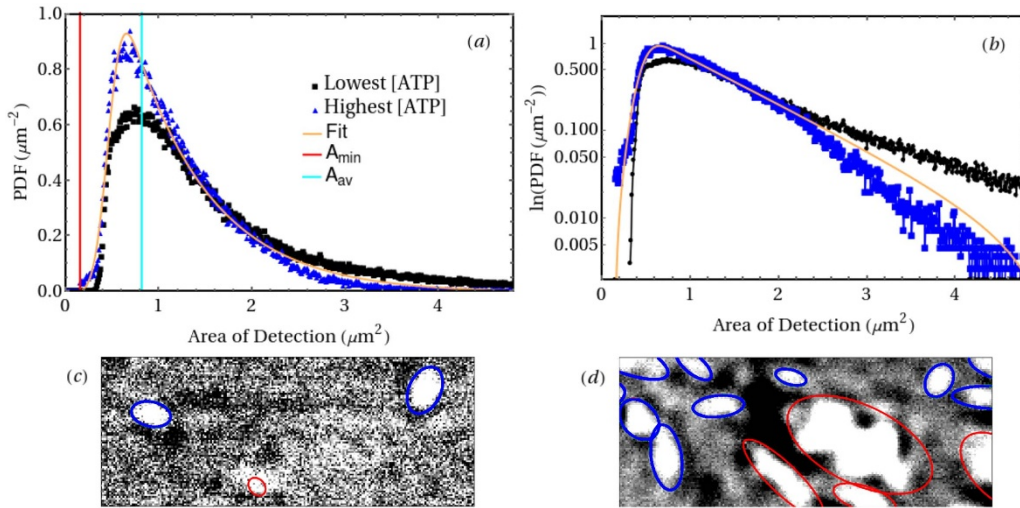 (a)
1.0
0.8
0.6
0.4
0.2
0.0
PDF (μm⁻²)
Lowest [ATP]
Highest [ATP]
Fit
A_min
A_av
0 1 2 3 4
Area of Detection (μm²)
(b)
1
0.500
0.100
0.050
0.010
0.005
ln(PDF (μm⁻²))
0 1 2 3 4
Area of Detection (μm²)
(c)
(d)